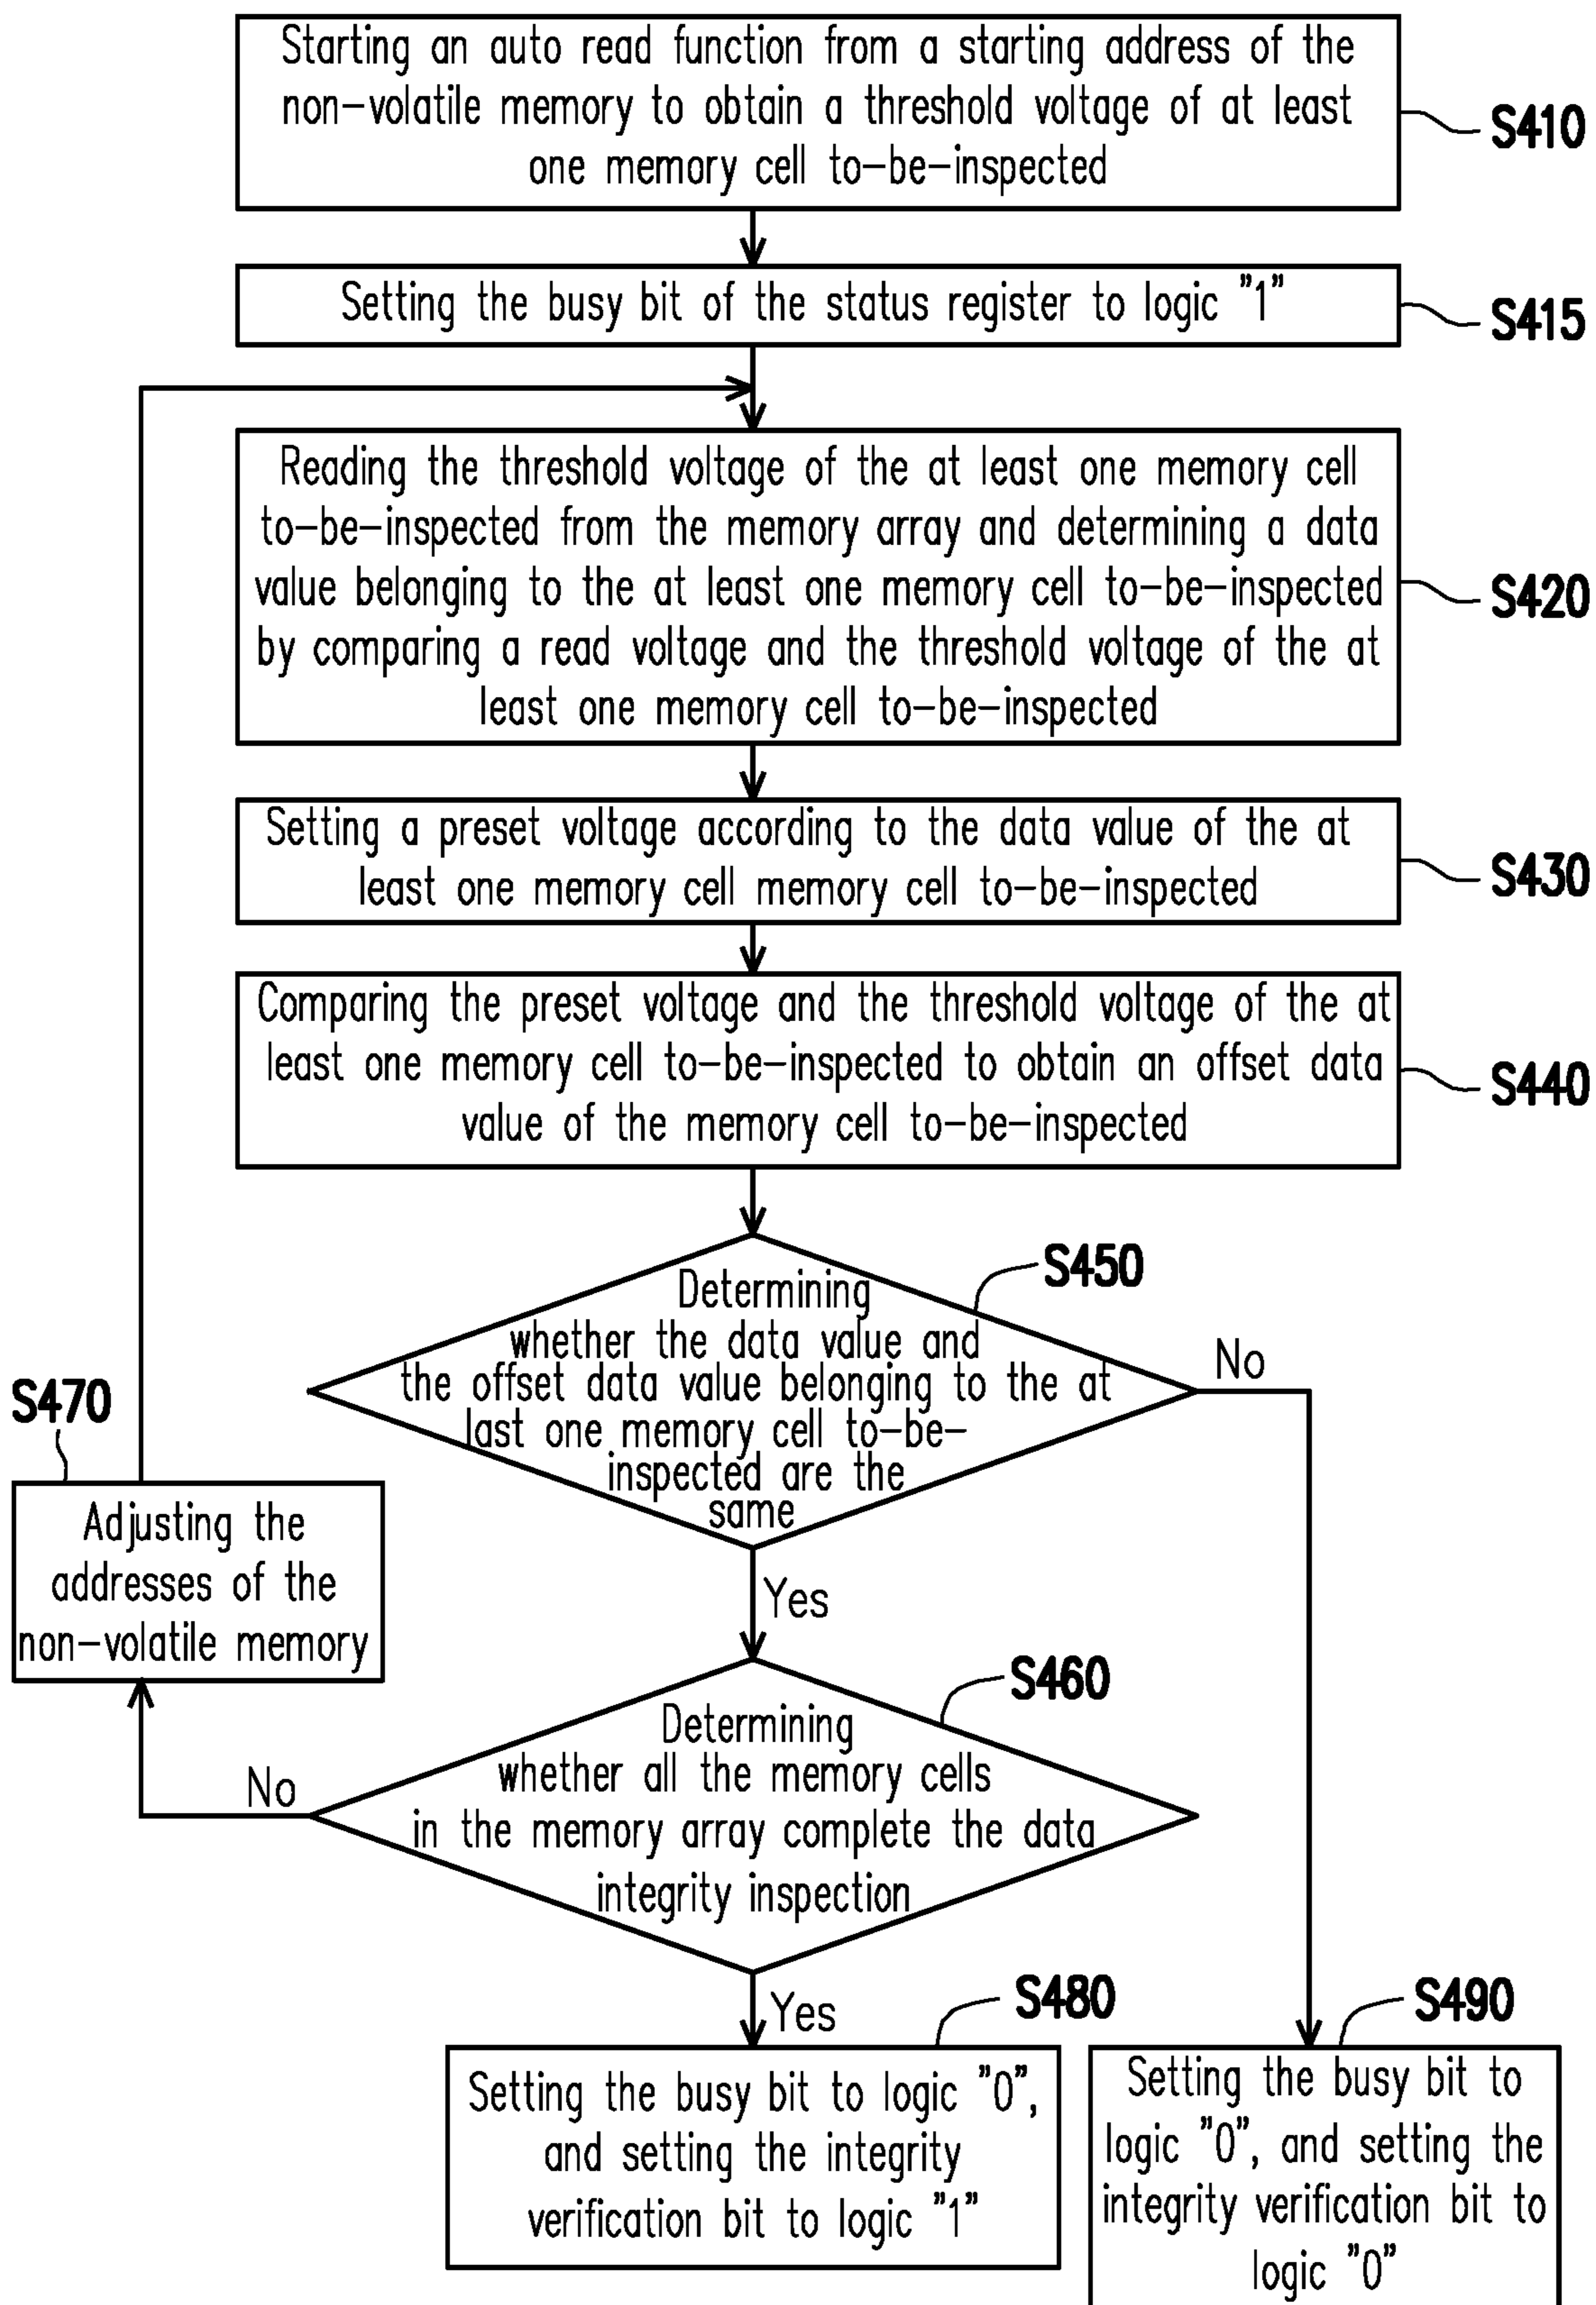 Starting an auto read function from a starting address of the
non-volatile memory to obtain a threshold voltage of at least
one memory cell to-be-inspected
S410
Setting the busy bit of the status register to logic "1"
S415
Reading the threshold voltage of the at least one memory cell
to-be-inspected from the memory array and determining a data
value belonging to the at least one memory cell to-be-inspected
by comparing a read voltage and the threshold voltage of the at
least one memory cell to-be-inspected
S420
Setting a preset voltage according to the data value of the at
least one memory cell memory cell to-be-inspected
S430
Comparing the preset voltage and the threshold voltage of the at
least one memory cell to-be-inspected to obtain an offset data
value of the memory cell to-be-inspected
S440
S450
Determining
whether the data value and
the offset data value belonging to the at
last one memory cell to-be-
inspected are the
same
No
Yes
S470
Adjusting the
addresses of the
non-volatile memory
S460
Determining
whether all the memory cells
in the memory array complete the data
integrity inspection
No
Yes
S480
Setting the busy bit to logic "0",
and setting the integrity
verification bit to logic "1"
S490
Setting the busy bit to
logic "0", and setting the
integrity verification bit to
logic "0"